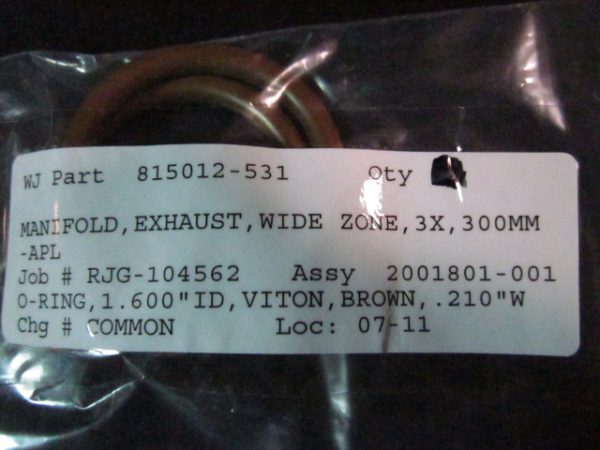 WJ Part 815012-531 Qty
MANIFOLD,EXHAUST,WIDE ZONE,3X,300MM
-APL
Job # RJG-104562 Assy 2001801-001
O-RING,1.600"ID,VITON,BROWN,.210"W
Chg # COMMON Loc: 07-11